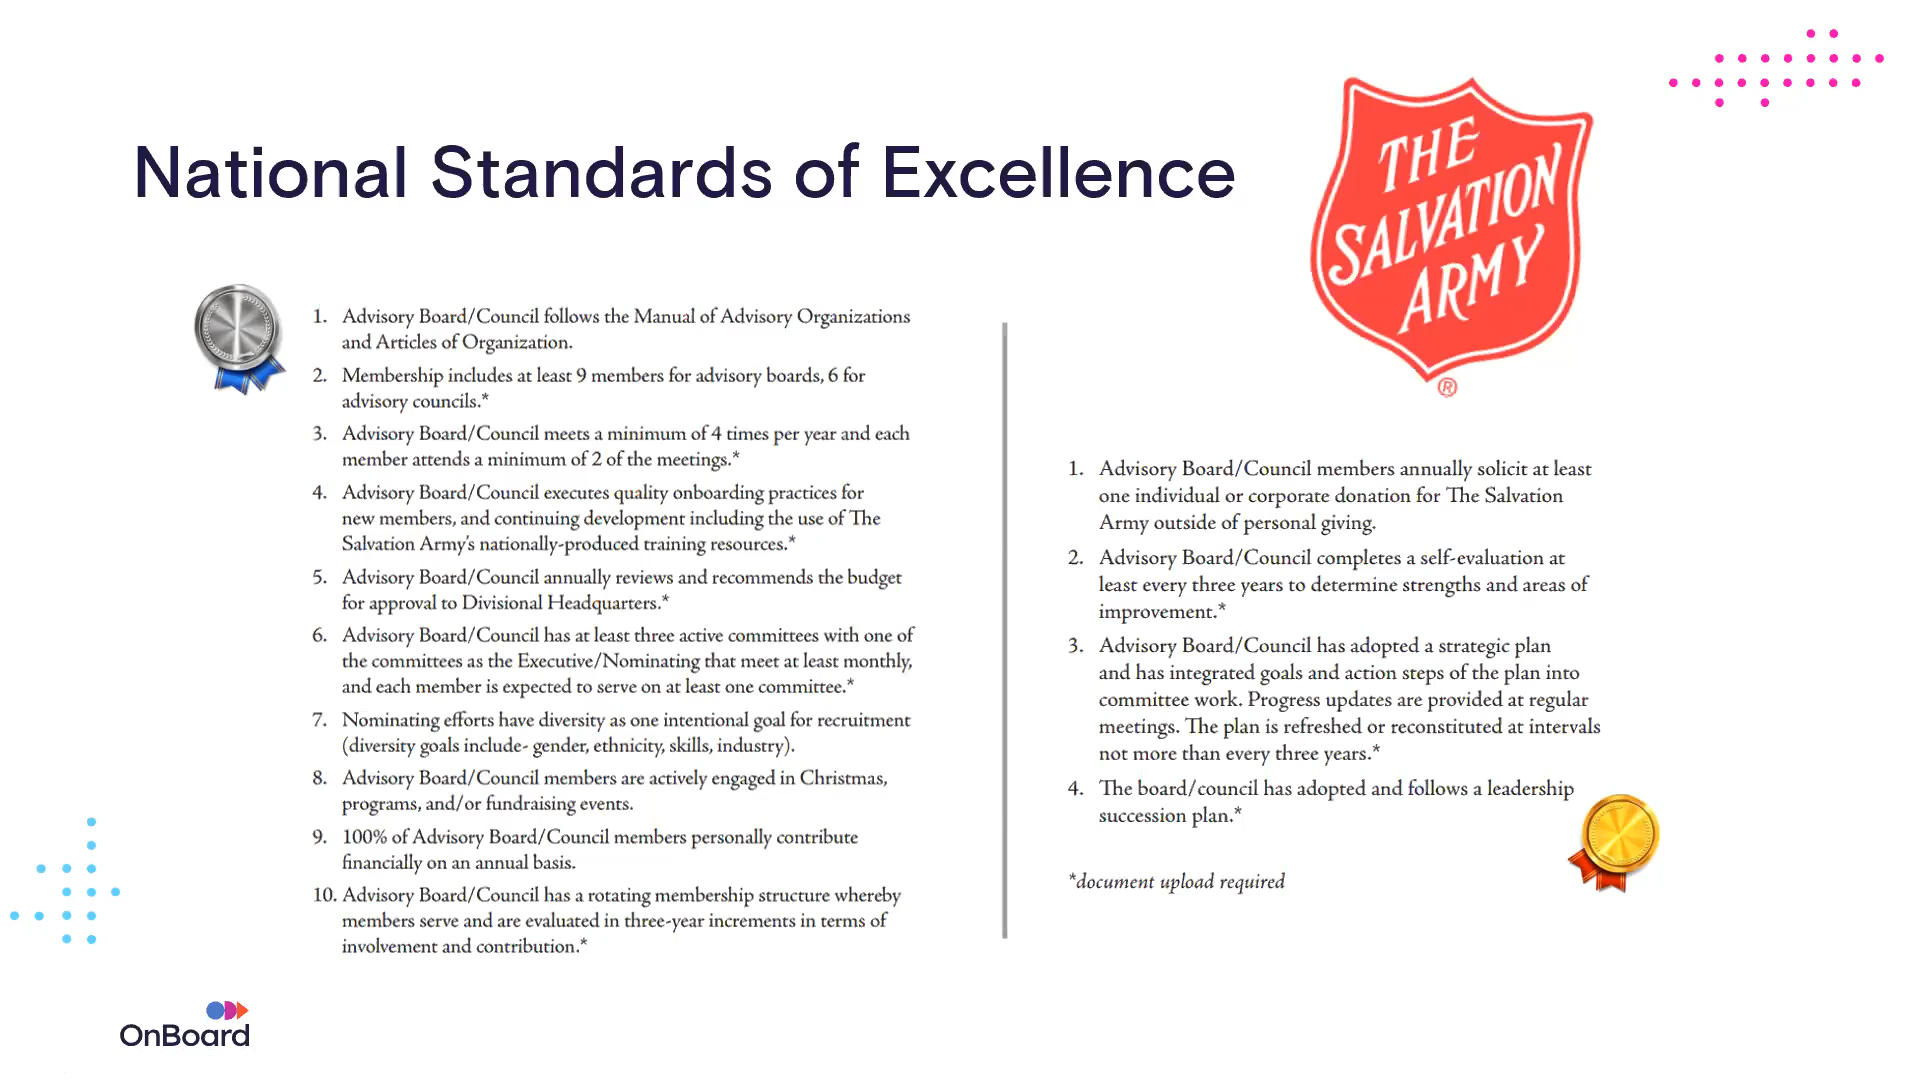 National Standards of Excellence
THE
SALVATION
ARMY
®
1. Advisory Board/Council follows the Manual of Advisory Organizations
and Articles of Organization.
2. Membership includes at least 9 members for advisory boards, 6 for
advisory councils.*
3. Advisory Board/Council meets a minimum of 4 times per year and each
member attends a minimum of 2 of the meetings.*
4. Advisory Board/Council executes quality onboarding practices for
new members, and continuing development including the use of The
Salvation Army's nationally-produced training resources.*
5. Advisory Board/Council annually reviews and recommends the budget
for approval to Divisional Headquarters.*
6. Advisory Board/Council has at least three active committees with one of
the committees as the Executive/Nominating that meet at least monthly,
and each member is expected to serve on at least one committee.*
7. Nominating efforts have diversity as one intentional goal for recruitment
(diversity goals include- gender, ethnicity, skills, industry).
8. Advisory Board/Council members are actively engaged in Christmas,
programs, and/or fundraising events.
9. 100% of Advisory Board/Council members personally contribute
financially on an annual basis.
10. Advisory Board/Council has a rotating membership structure whereby
members serve and are evaluated in three-year increments in terms of
involvement and contribution.*
1. Advisory Board/Council members annually solicit at least
one individual or corporate donation for The Salvation
Army outside of personal giving.
2. Advisory Board/Council completes a self-evaluation at
least every three years to determine strengths and areas of
improvement.*
3. Advisory Board/Council has adopted a strategic plan
and has integrated goals and action steps of the plan into
committee work. Progress updates are provided at regular
meetings. The plan is refreshed or reconstituted at intervals
not more than every three years.*
4. The board/council has adopted and follows a leadership
succession plan.*
*document upload required
OnBoard